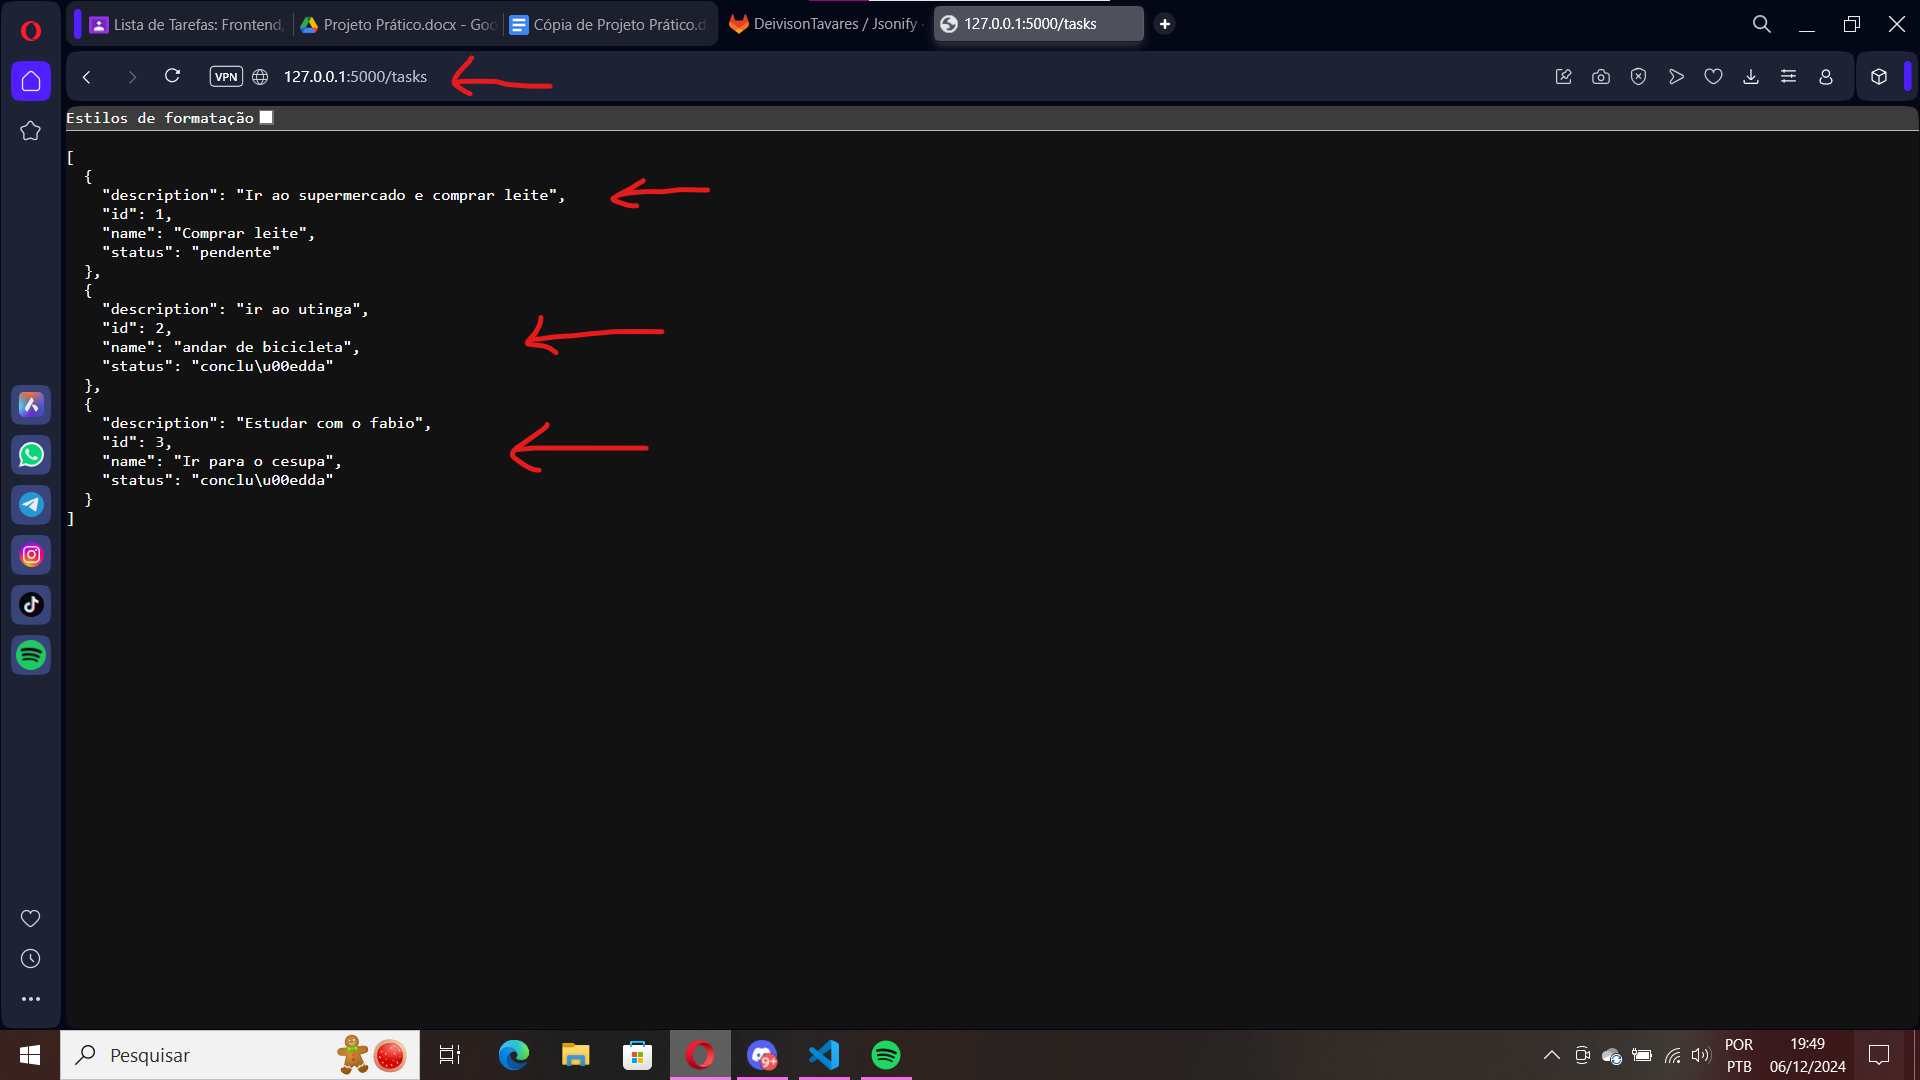 Lista de Tarefas: Frontend,
Projeto Prático.docx - Goo
Cópia de Projeto Prático.d
DeivisonTavares / Jsonify
127.0.0.1:5000/tasks
VPN
127.0.0.1:5000/tasks
Estilos de formatação
[
  {
    "description": "Ir ao supermercado e comprar leite",
    "id": 1,
    "name": "Comprar leite",
    "status": "pendente"
  },
  {
    "description": "ir ao utinga",
    "id": 2,
    "name": "andar de bicicleta",
    "status": "conclu\u00edda"
  },
  {
    "description": "Estudar com o fabio",
    "id": 3,
    "name": "Ir para o cesupa",
    "status": "conclu\u00edda"
  }
]
Pesquisar
9+
POR
PTB
19:49
06/12/2024